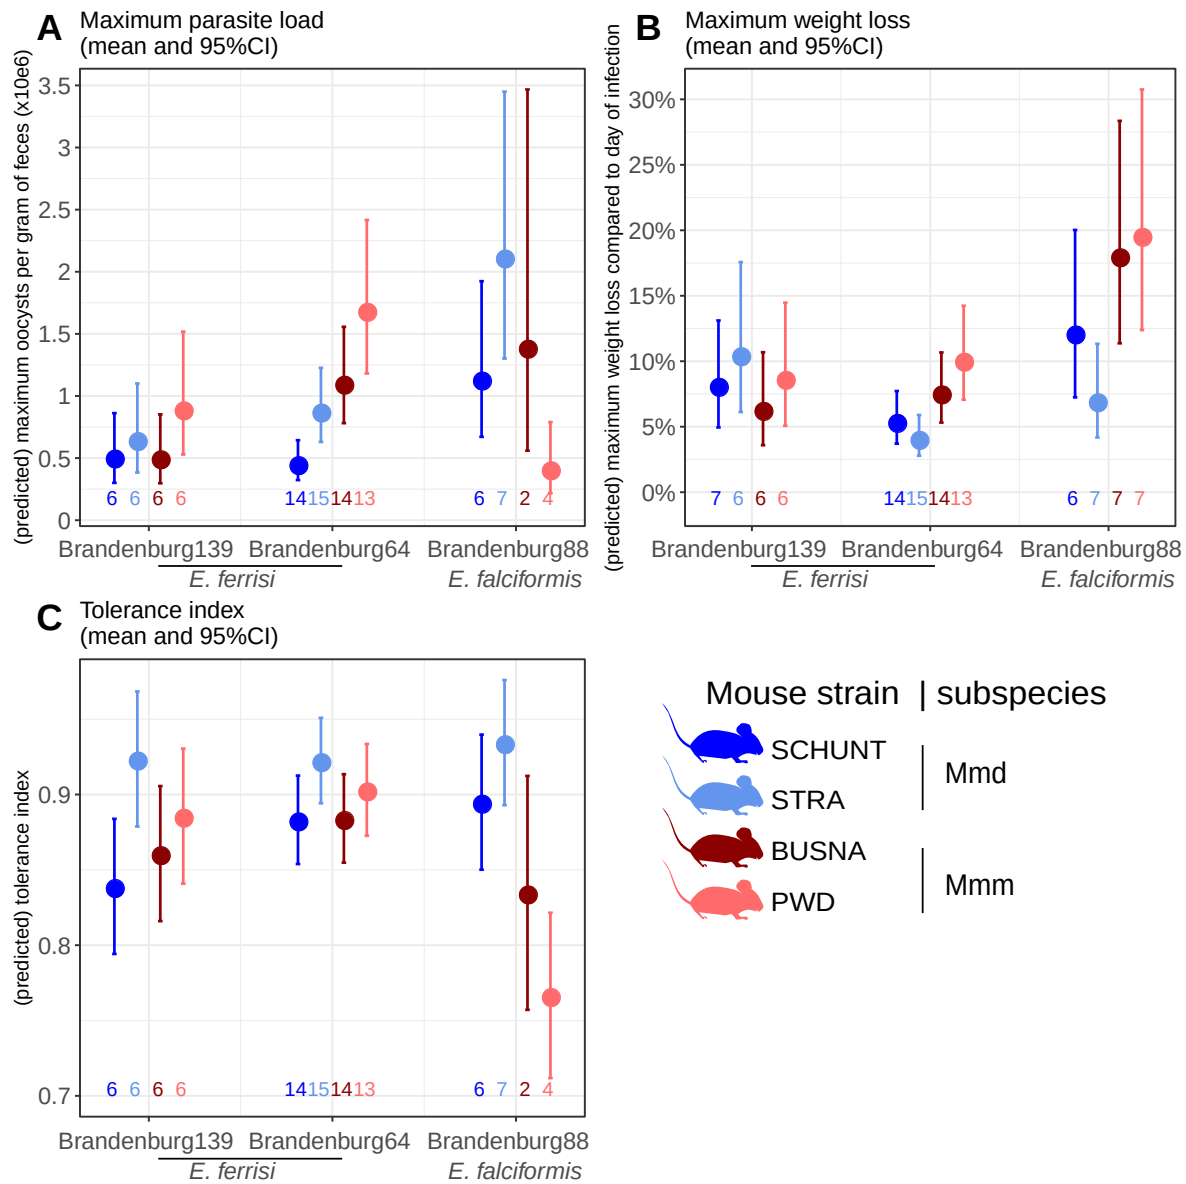 A Maximum parasite load
(mean and 95%CI)
(predicted) maximum oocysts per gram of feces (x10e6)
3.5
3
2.5
2
1.5
1
0.5
0
6 6 6 6 14 15 14 13 6 7 2 4
Brandenburg139 Brandenburg64 Brandenburg88
E. ferrisi E. falciformis
B Maximum weight loss
(mean and 95%CI)
(predicted) maximum weight loss compared to day of infection
30%
25%
20%
15%
10%
5%
0%
7 6 6 6 14 15 14 13 6 7 7 7
Brandenburg139 Brandenburg64 Brandenburg88
E. ferrisi E. falciformis
C Tolerance index
(mean and 95%CI)
(predicted) tolerance index
0.9
0.8
0.7
6 6 6 6 14 15 14 13 6 7 2 4
Brandenburg139 Brandenburg64 Brandenburg88
E. ferrisi E. falciformis
Mouse strain | subspecies
SCHUNT
STRA
Mmd
BUSNA
PWD
Mmm